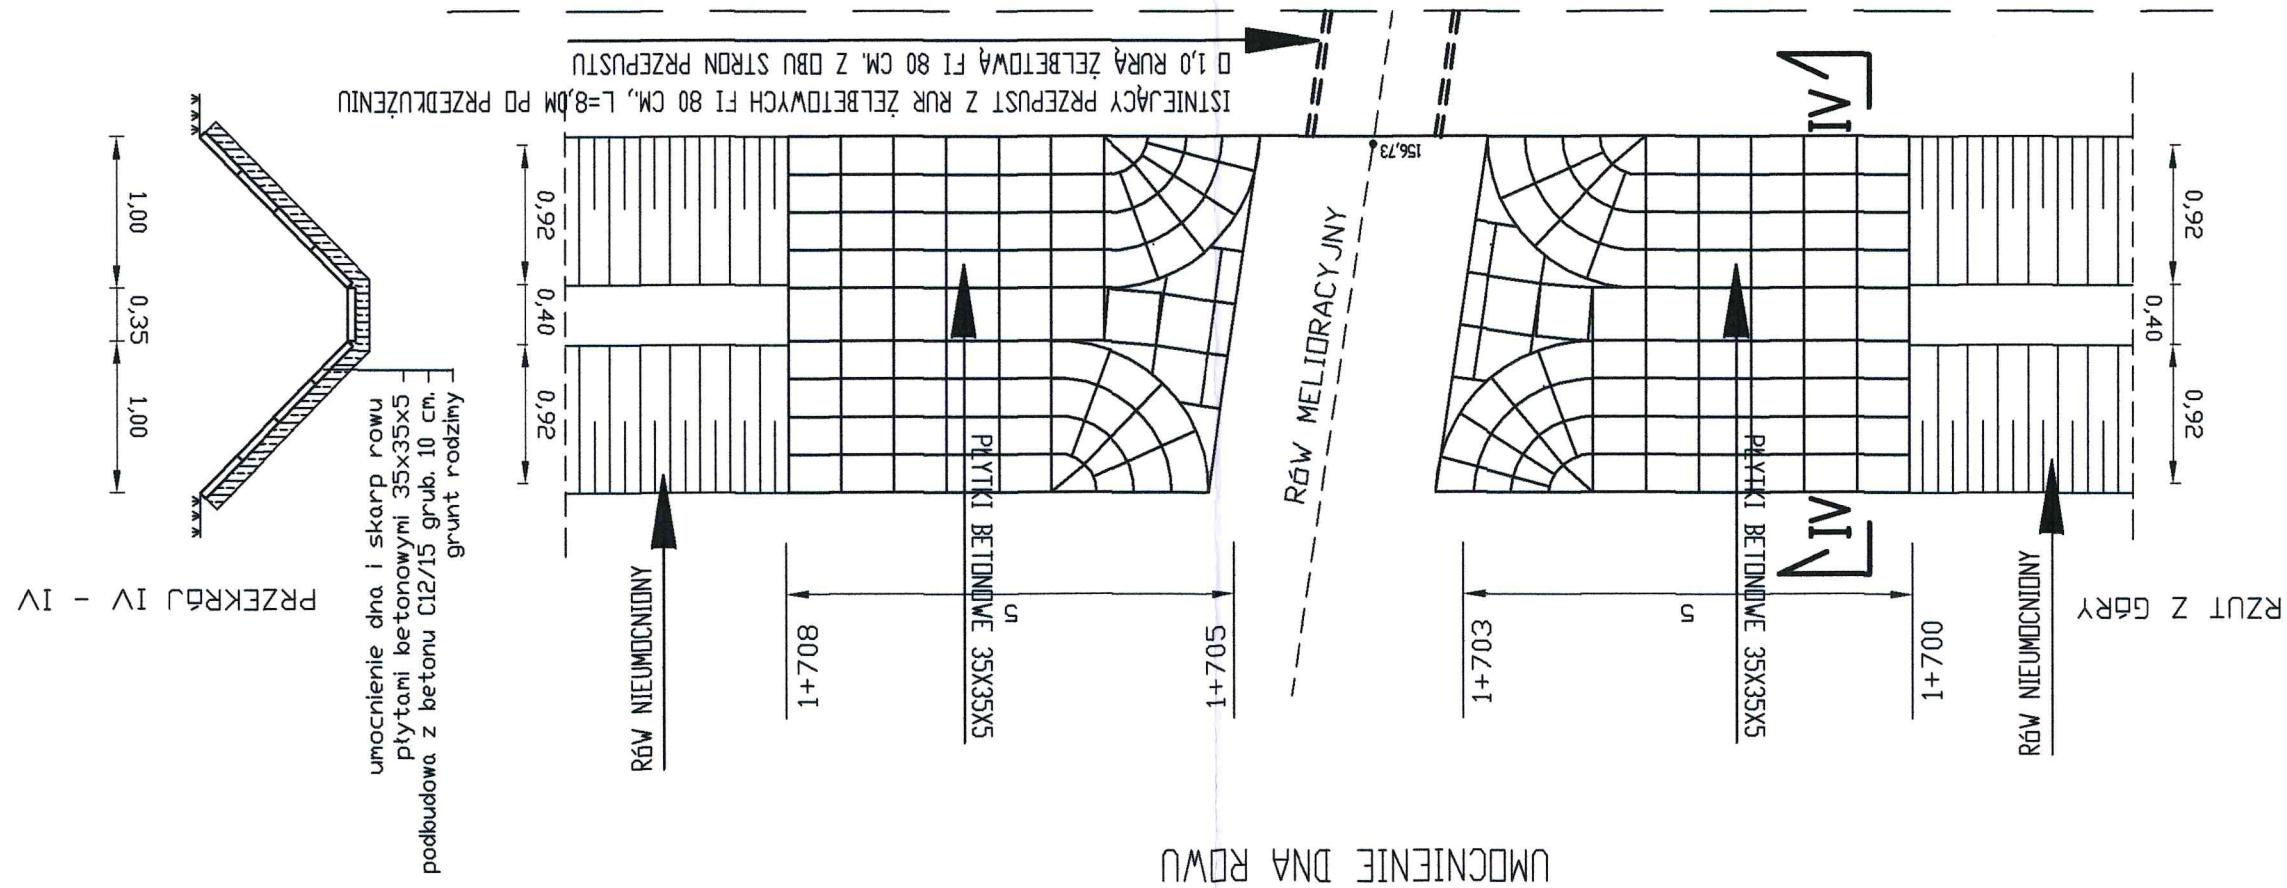 UMOCNIENIE DNA ROWU
RZUT Z GÓRY
PRZEKRÓJ IV - IV
RÓW NIEUMOCNIONY
1+700
5
1+703
PŁYTKI BETONOWE 35X35X5
IV
IV
RÓW MELIORACYJNY
1+705
5
1+708
PŁYTKI BETONOWE 35X35X5
RÓW NIEUMOCNIONY
0,92
0,40
0,92
0,92
0,40
0,92
156,73
ISTNIEJĄCY PRZEPUST Z RUR ŻELBETOWYCH FI 80 CM, L=8,0M PO PRZEDŁUŻENIU
O 1,0 RURĄ ŻELBETOWĄ FI 80 CM. Z OBU STRON PRZEPUSTU
umocnienie dna i skarp rowu
płytami betonowymi 35x35x5
podbudowa z betonu C12/15 grub. 10 cm.
grunt rodzimy
1,00
0,35
1,00